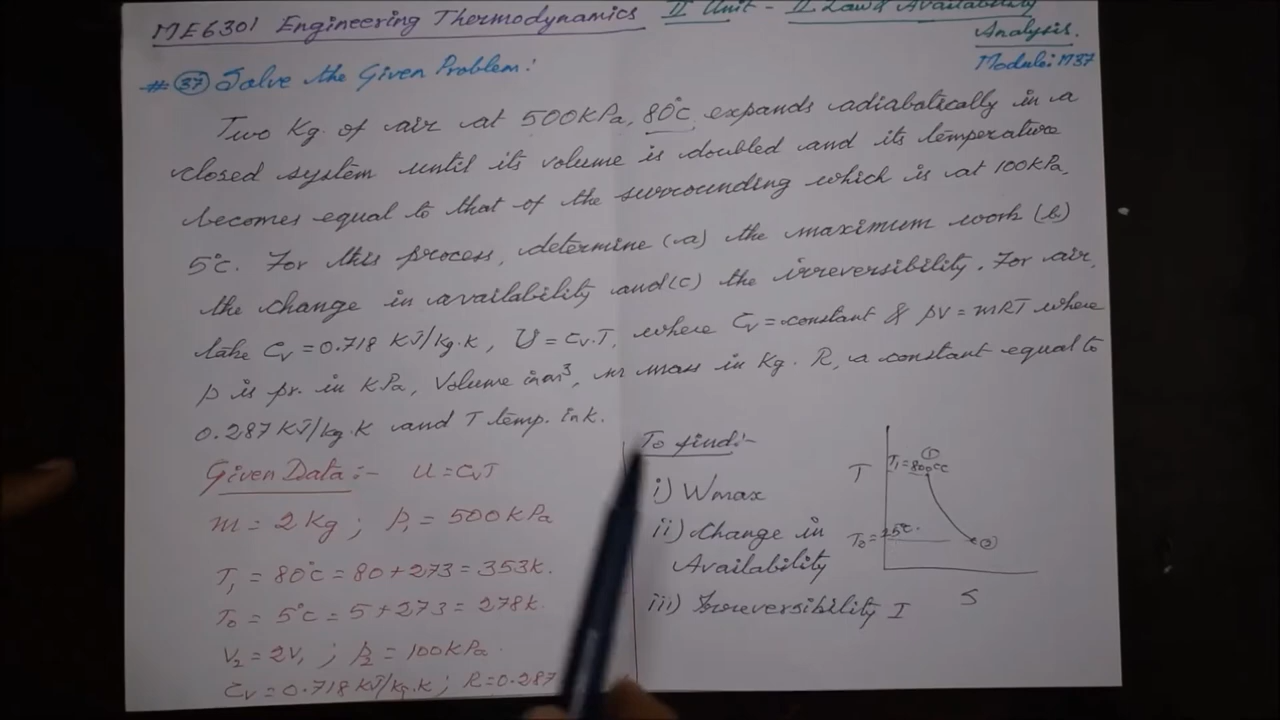 ME6301 Engineering Thermodynamics II Unit - II Law & Availability
Analysis.
Module: M37
# 37 Solve the Given Problem:
Two Kg. of air at 500kPa, 80°c expands adiabatically in a
closed system until its volume is doubled and its temperature
becomes equal to that of the surrounding which is at 100kPa,
5°c. For this process, determine (a) the maximum work (b)
the change in availability and (c) the irreversibility. For air,
take Cv = 0.718 KJ/kg.K, U = Cv.T, where Cv = constant & pV = mRT where
p is pr. in kPa, Volume in m³, m mass in Kg. R, a constant equal to
0.287 KJ/kg.K and T temp. in k.
Given Data:- U = CvT
m = 2 Kg ; p₁ = 500 kPa
T₁ = 80°c = 80+273 = 353k.
T₀ = 5°c = 5+273 = 278k.
V₂ = 2V₁ ; p₂ = 100kPa.
Cv = 0.718 KJ/kg.K ; R = 0.287
To find:-
i) Wmax
ii) Change in
Availability
iii) Irreversibility I
T
T₁ =
①
T₀ =
②
S